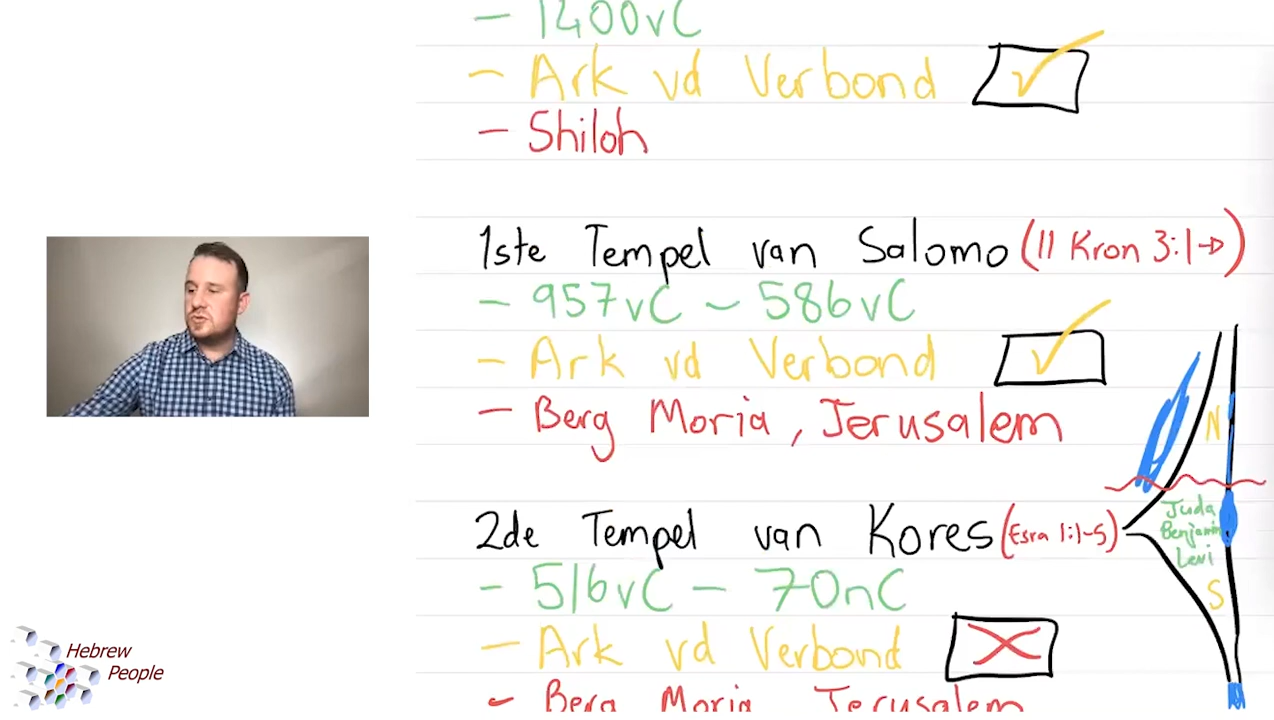 - 1400vC
- Ark vd Verbond
- Shiloh
1ste Tempel van Salomo (II Kron 3:1→)
- 957vC - 586vC
- Ark vd Verbond
- Berg Moria, Jerusalem
N
2de Tempel van Kores (Esra 1:1-5)
Juda
Benjamin
Levi
- 516vC - 70nC
S
- Ark vd Verbond
- Berg Moria Jerusalem
Hebrew
People